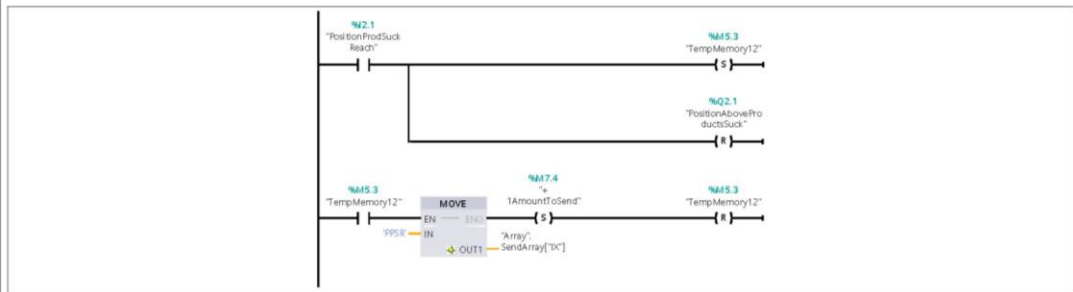 %I2.1
"PositionProdSuck
Reach"
%M5.3
"TempMemory12"
S
%Q2.1
"PositionAbovePro
ductsSuck"
R
%M5.3
"TempMemory12"
MOVE
EN
ENO
'PPSR'
IN
OUT1
"Array".
SendArray["IX"]
%M7.4
"+
1AmountToSend"
S
%M5.3
"TempMemory12"
R